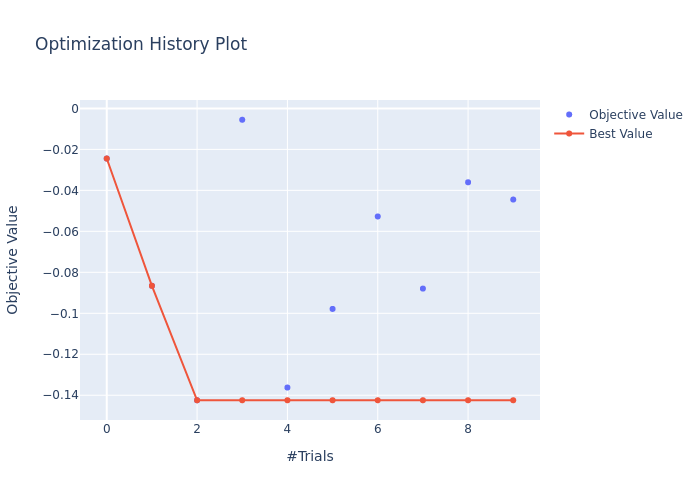 Optimization History Plot
Objective Value
Best Value
0
−0.02
−0.04
−0.06
−0.08
−0.1
−0.12
−0.14
Objective Value
0 2 4 6 8
#Trials